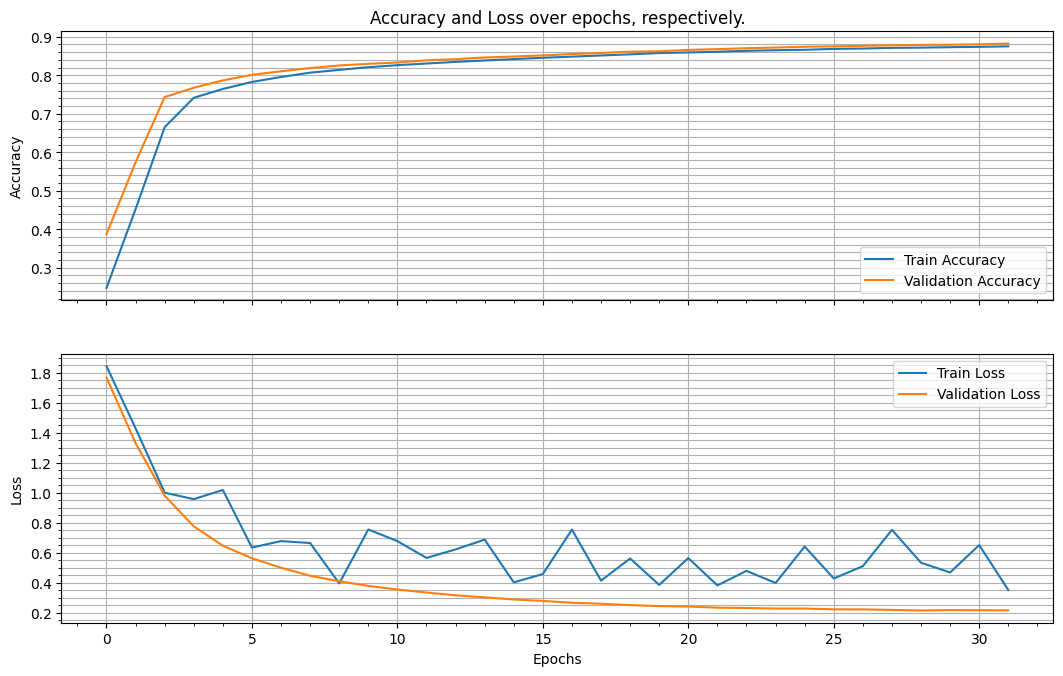 Accuracy and Loss over epochs, respectively.
0.9
0.8
0.7
0.6
0.5
0.4
0.3
Accuracy
Train Accuracy
Validation Accuracy
1.8
1.6
1.4
1.2
1.0
0.8
0.6
0.4
0.2
Loss
Train Loss
Validation Loss
0 5 10 15 20 25 30
Epochs